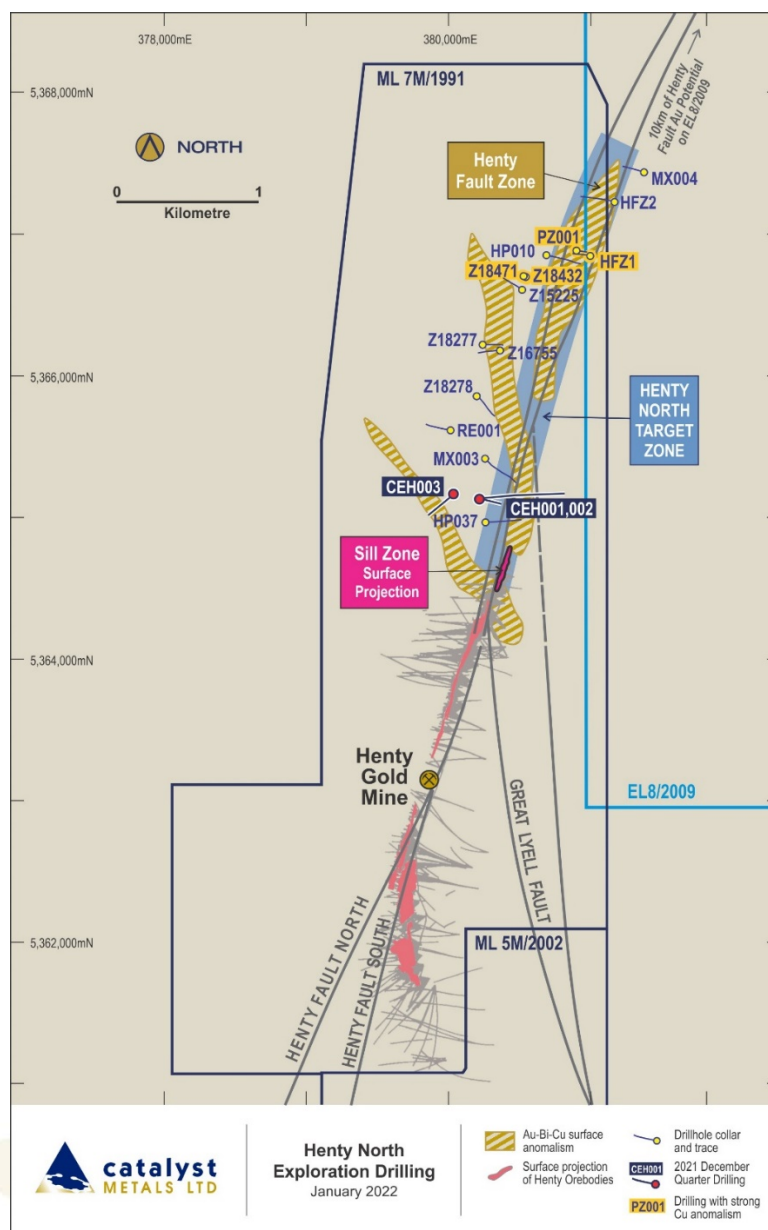 378,000mE
380,000mE
5,368,000mN
ML 7M/1991
10km of Henty
Fault Au Potential
on EL8/2009
NORTH
0
1
Kilometre
Henty
Fault Zone
MX004
HFZ2
PZ001
HP010
HFZ1
Z18471
Z18432
Z15225
Z18277
Z16755
5,366,000mN
Z18278
HENTY
NORTH
TARGET
ZONE
RE001
MX003
CEH003
CEH001,002
HP037
Sill Zone
Surface
Projection
5,364,000mN
Henty
Gold
Mine
EL8/2009
GREAT LYELL FAULT
5,362,000mN
ML 5M/2002
HENTY FAULT NORTH
HENTY FAULT SOUTH
catalyst
METALS LTD
Henty North
Exploration Drilling
January 2022
Au-Bi-Cu surface
anomalism
Surface projection
of Henty Orebodies
Drillhole collar
and trace
CEH001
2021 December
Quarter Drilling
PZ001
Drilling with strong
Cu anomalism